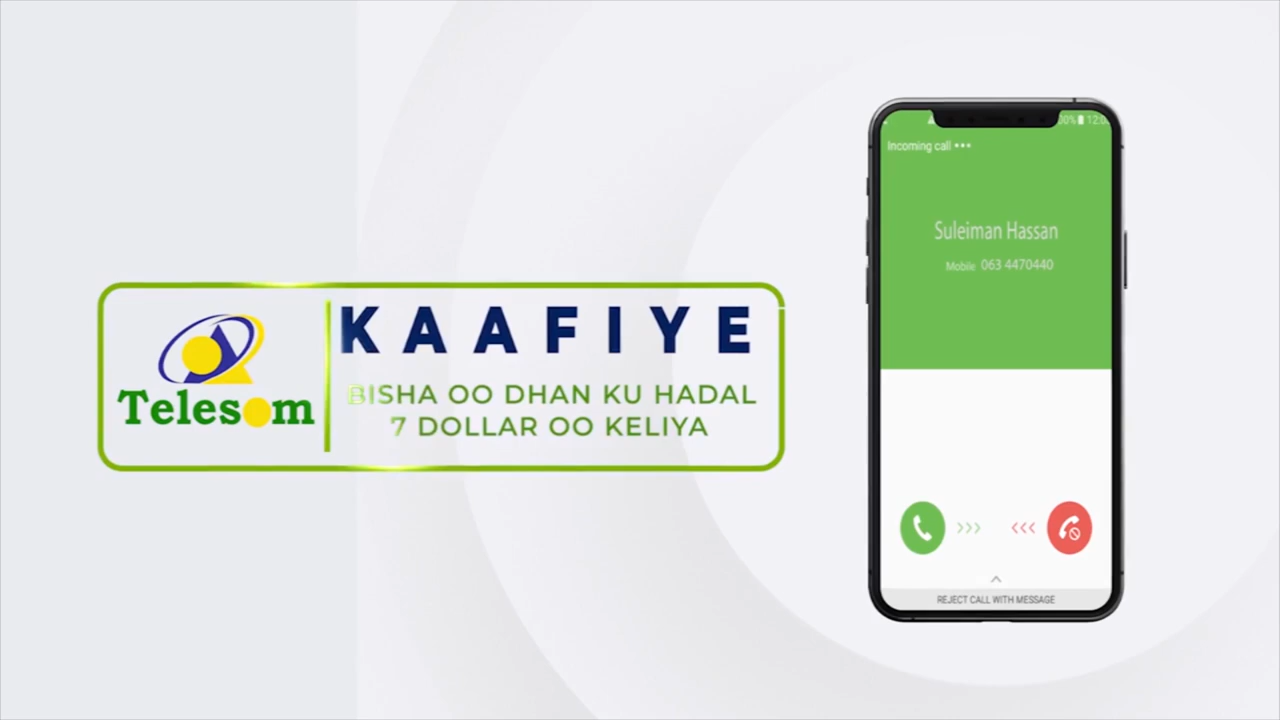 Telesom
KAAFIYE
BISHA OO DHAN KU HADAL
7 DOLLAR OO KELIYA
Incoming call •••
Suleiman Hassan
Mobile 063 4470440
REJECT CALL WITH MESSAGE